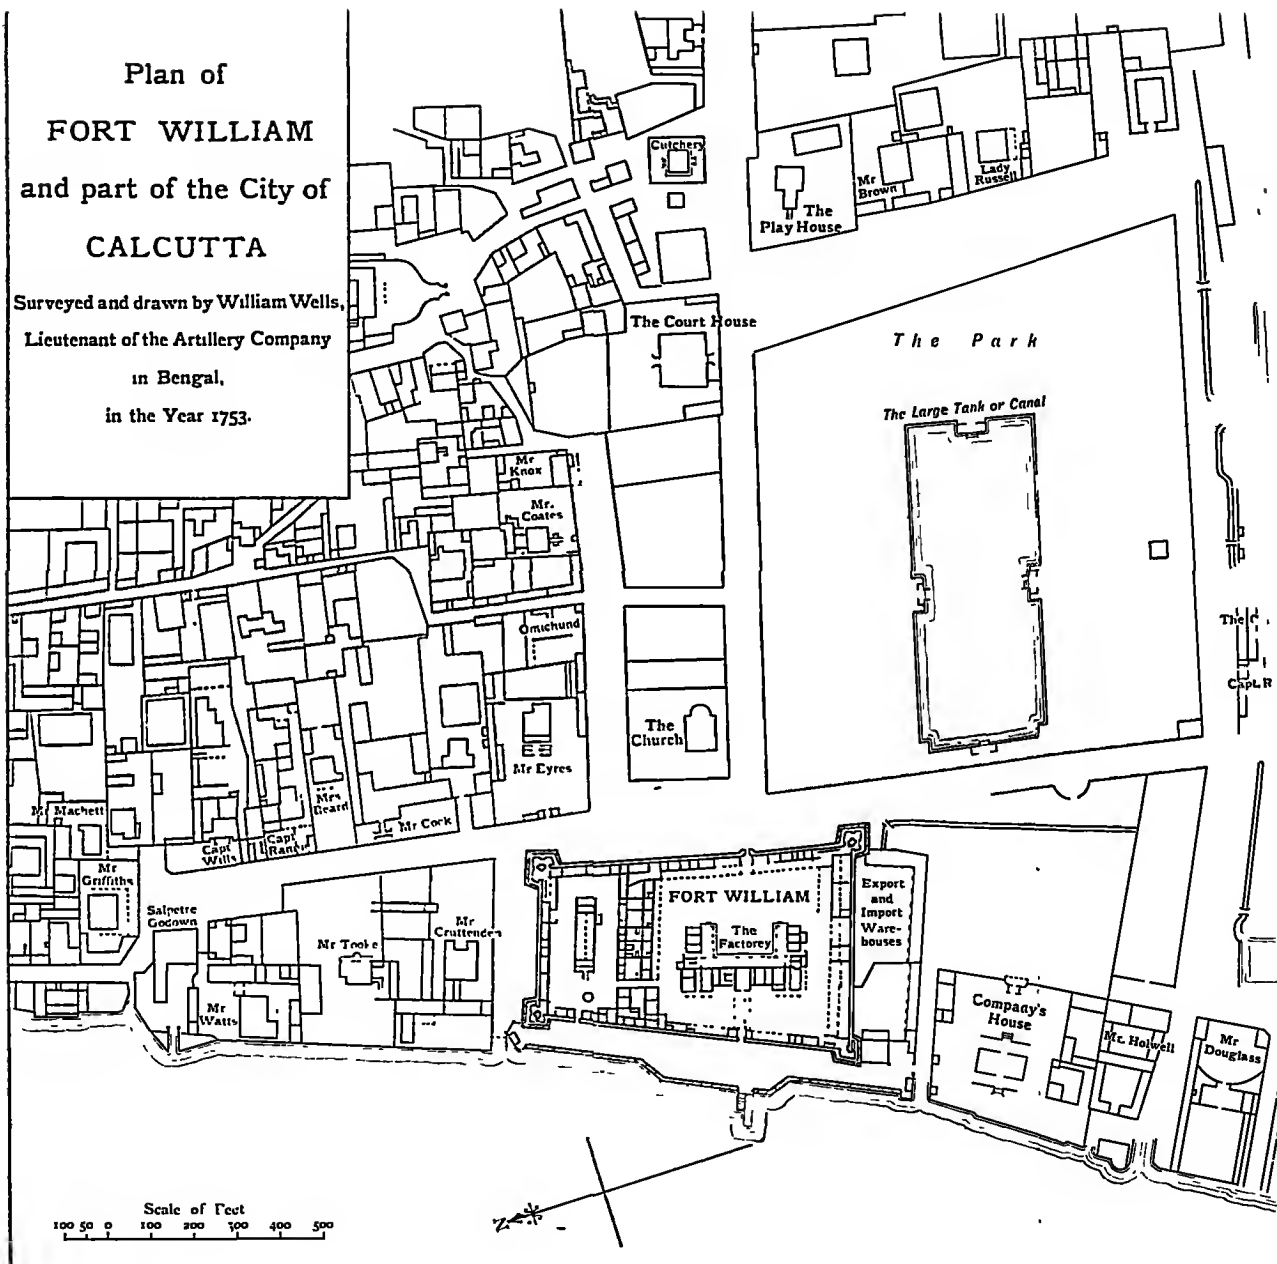 Plan of
FORT WILLIAM
and part of the City of
CALCUTTA
Surveyed and drawn by William Wells,
Lieutenant of the Artillery Company
in Bengal,
in the Year 1753.
Cutchery
The
Play House
Mr
Brown
Lady
Russell
The Court House
The Park
The Large Tank or Canal
Mr
Knox
Mr.
Coates
Omichund
The
Church
Mr Eyres
The
Capt. R
Mr Machett
Mrs
Beard
Mr Cock
Capt
Wills
Capt
Mr
Griffiths
Salpetre
Godown
Mr Tooke
Mr
Cruttenden
Mr
Watts
FORT WILLIAM
The
Factorey
Export
and
Import
Ware-
houses
Company's
House
Mr. Holwell
Mr
Douglass
N
Scale of Feet
100 50 0 100 200 300 400 500